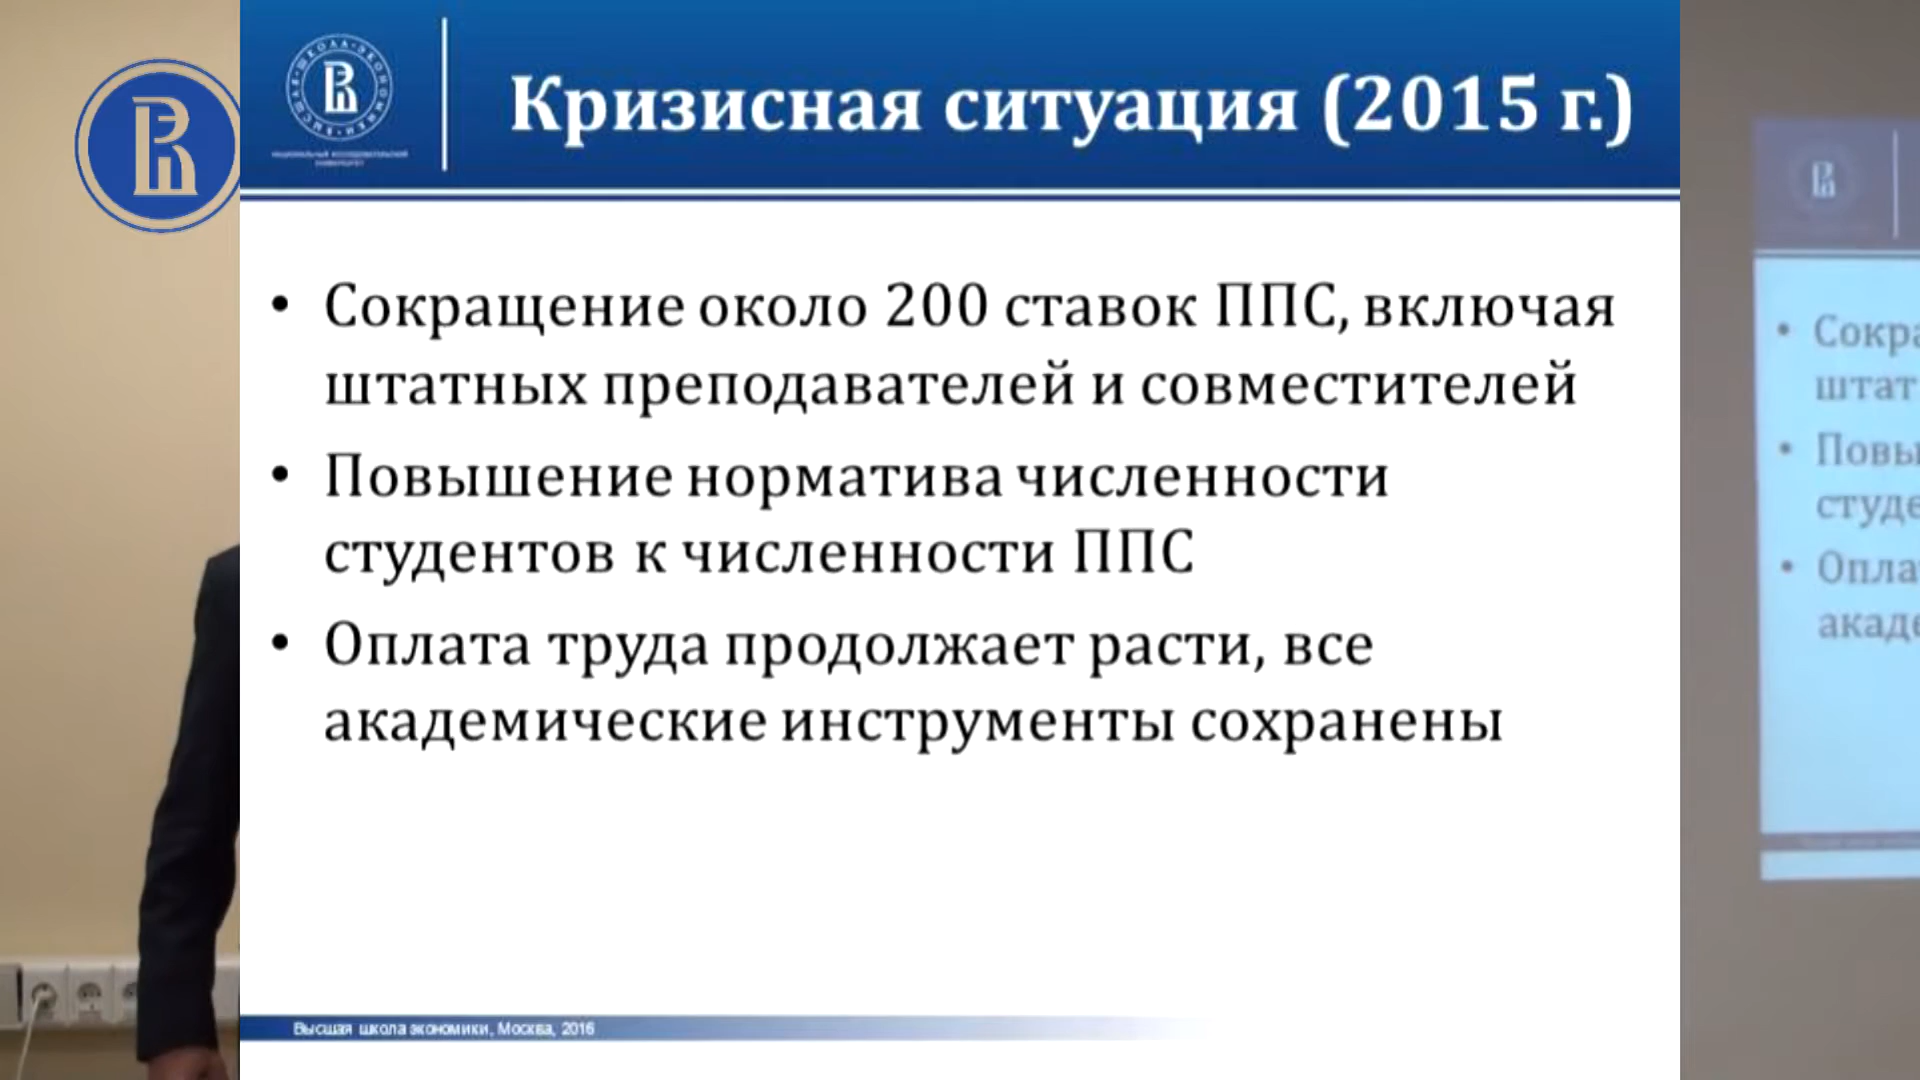 Кризисная ситуация (2015 г.)
• Сокращение около 200 ставок ППС, включая
штатных преподавателей и совместителей
• Повышение норматива численности
студентов к численности ППС
• Оплата труда продолжает расти, все
академические инструменты сохранены
Высшая школа экономики, Москва, 2016